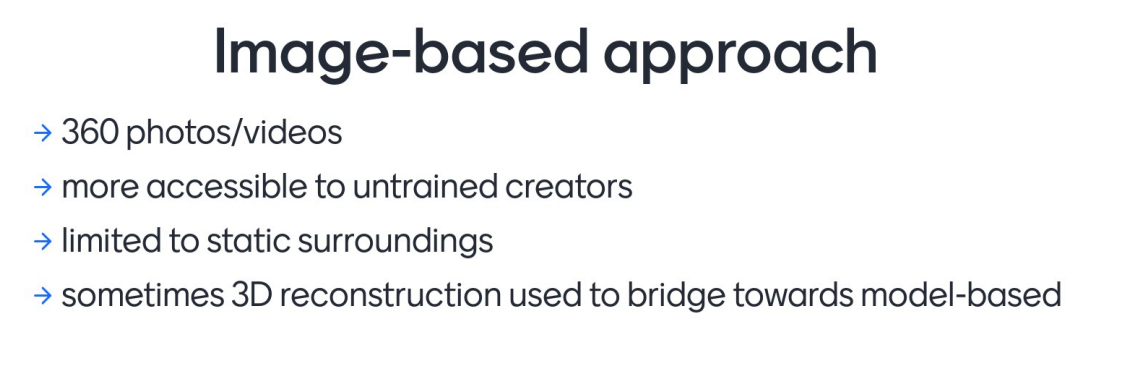 Image-based approach
→ 360 photos/videos
→ more accessible to untrained creators
→ limited to static surroundings
→ sometimes 3D reconstruction used to bridge towards model-based